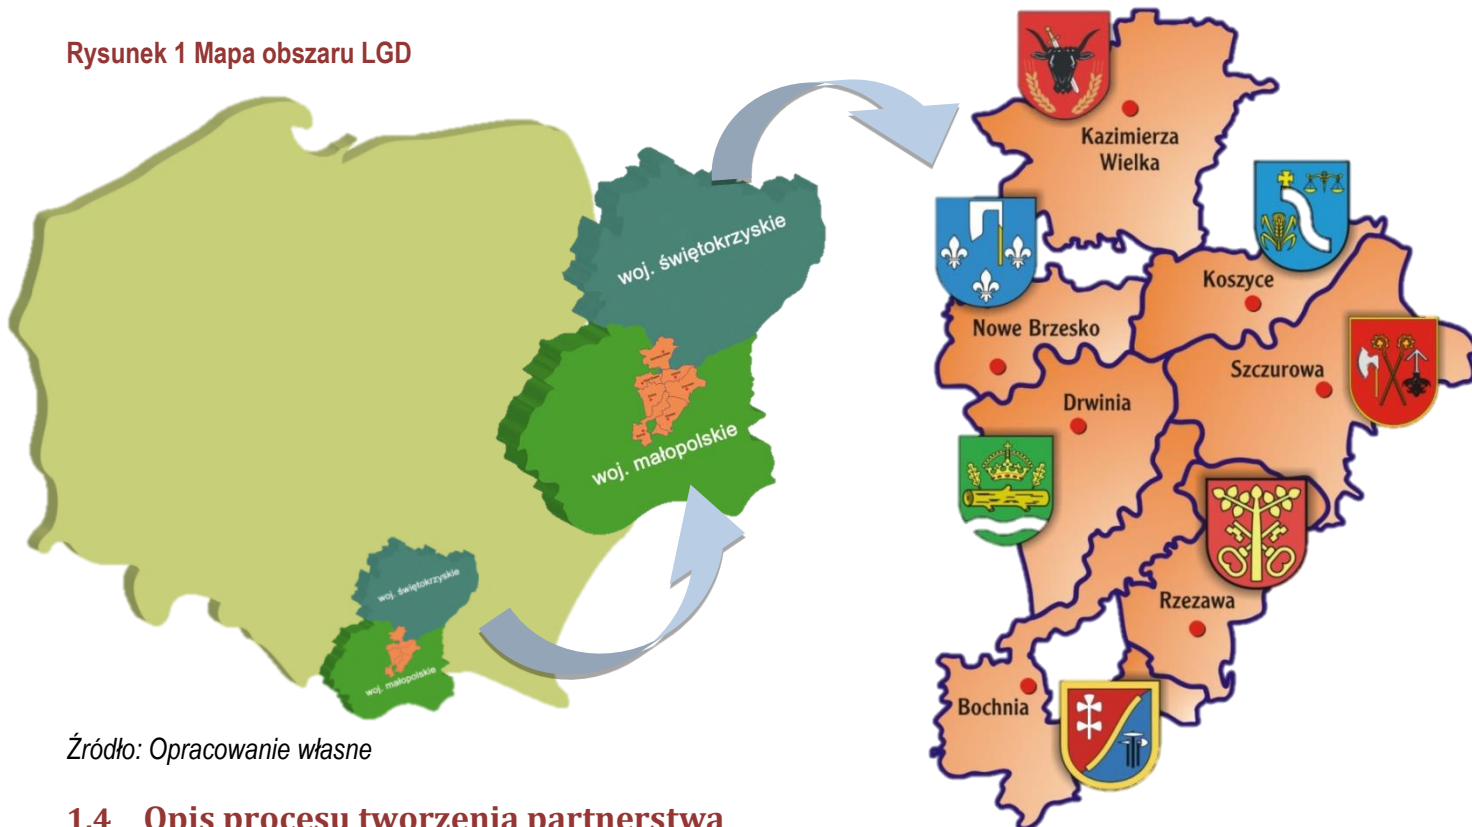 Rysunek 1 Mapa obszaru LGD
woj. świętokrzyskie
woj. małopolskie
woj. świętokrzyskie
woj. małopolskie
Kazimierza
Wielka
Koszyce
Nowe Brzesko
Szczurowa
Drwinia
Rzezawa
Bochnia
Źródło: Opracowanie własne
1.4 Opis procesu tworzenia partnerstwa